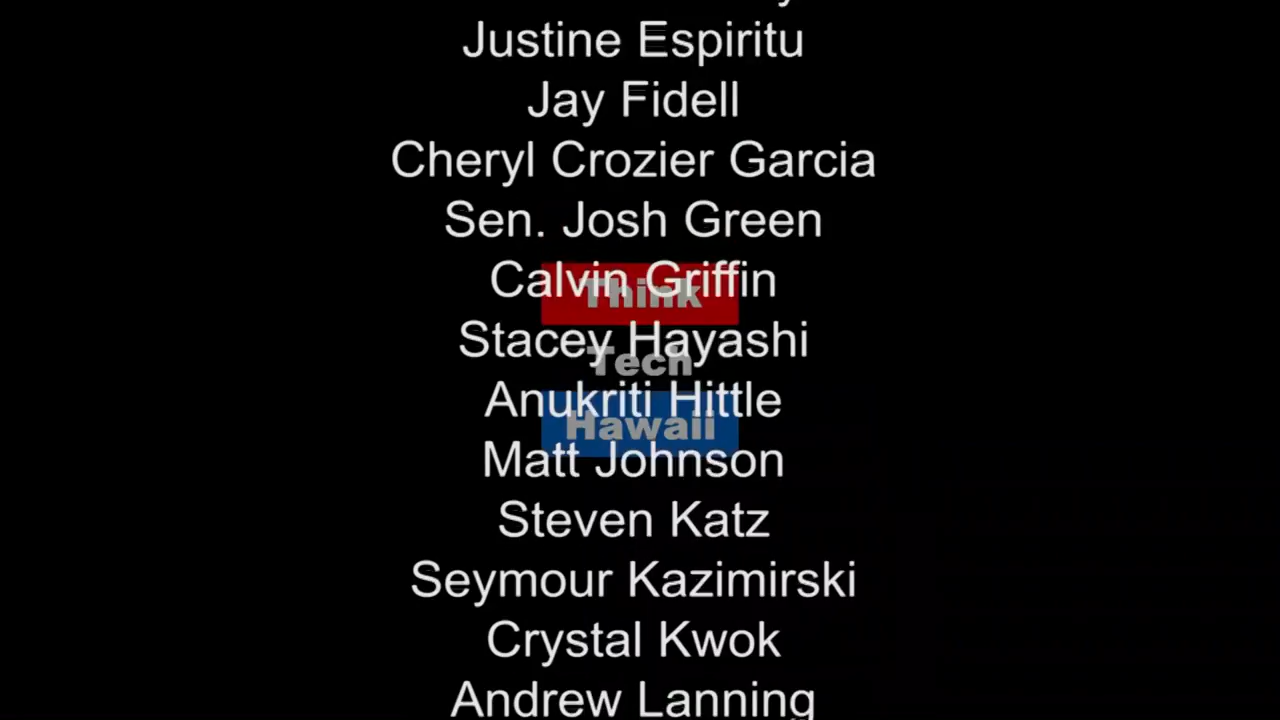 Justine Espiritu
Jay Fidell
Cheryl Crozier Garcia
Sen. Josh Green
Calvin Griffin
Think
Stacey Hayashi
Tech
Anukriti Hittle
Hawaii
Matt Johnson
Steven Katz
Seymour Kazimirski
Crystal Kwok
Andrew Lanning